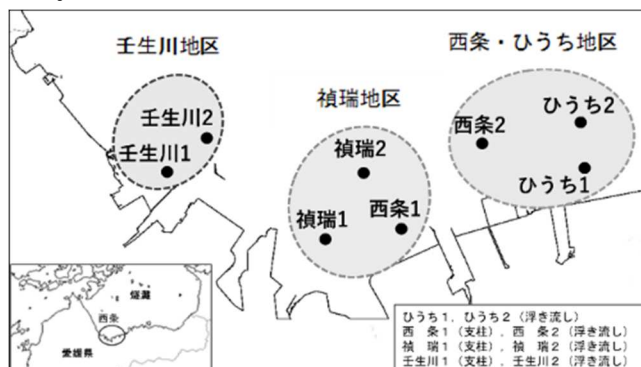 壬生川地区
西条・ひうち地区
禎瑞地区
壬生川2
壬生川1
禎瑞2
禎瑞1
西条1
西条2
ひうち2
ひうち1
西条
燧灘
愛媛県
ひうち1，ひうち2（浮き流し）
西　条1（支柱），西　条2（浮き流し）
禎　瑞1（支柱），禎　瑞2（浮き流し）
壬生川1（支柱），壬生川2（浮き流し）